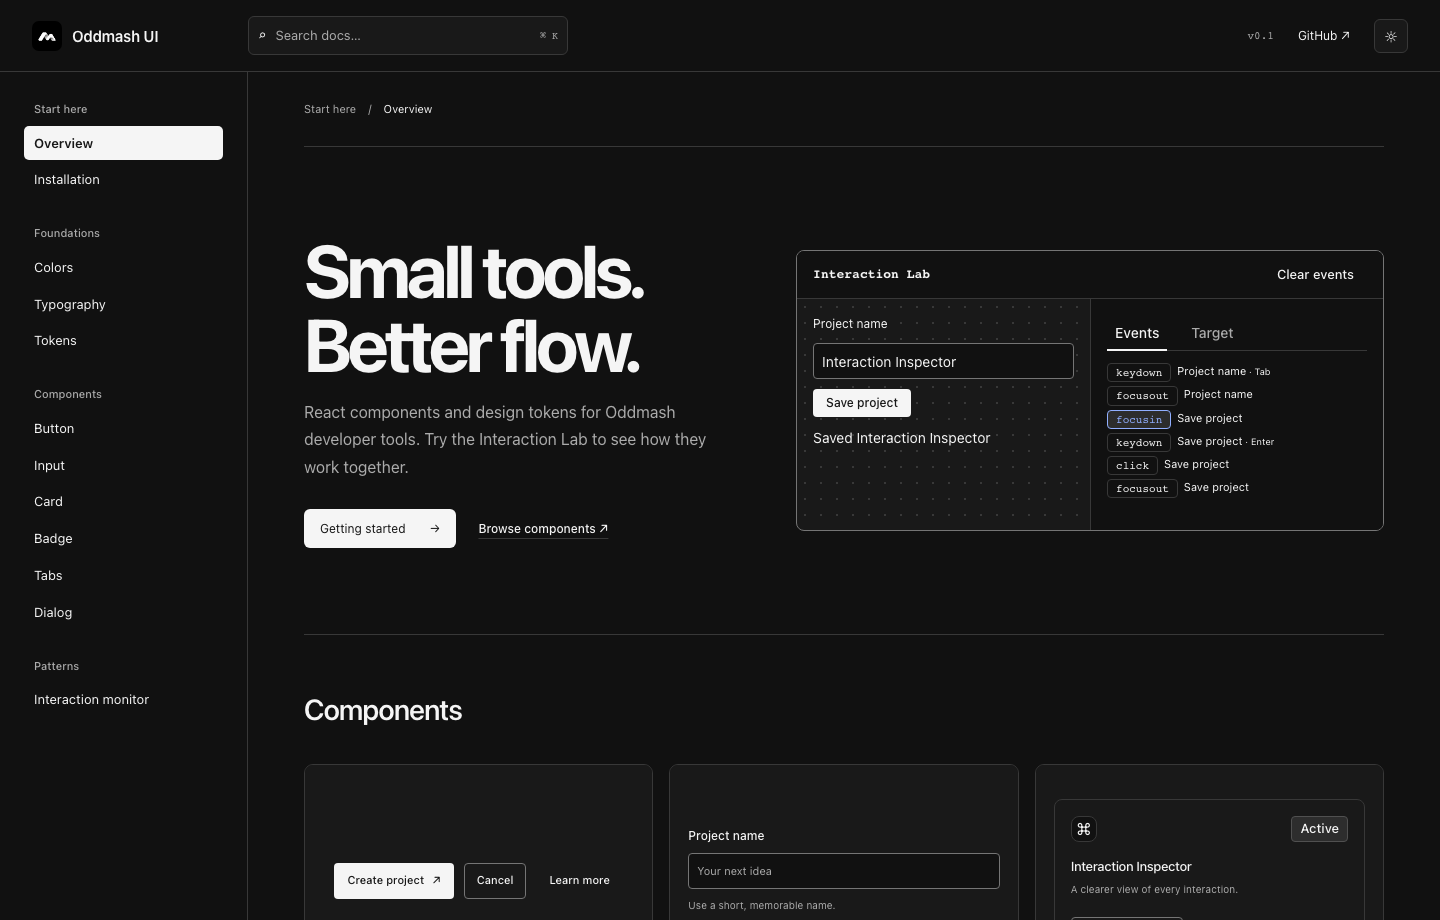 Oddmash UI
Search docs...
⌘ K
v0.1
GitHub ↗
Start here
Overview
Installation
Foundations
Colors
Typography
Tokens
Components
Button
Input
Card
Badge
Tabs
Dialog
Patterns
Interaction monitor
Start here / Overview
Small tools.
Better flow.
React components and design tokens for Oddmash
developer tools. Try the Interaction Lab to see how they
work together.
Getting started →
Browse components ↗
Interaction Lab
Clear events
Project name
Interaction Inspector
Save project
Saved Interaction Inspector
Events
Target
keydown Project name · Tab
focusout Project name
focusin Save project
keydown Save project · Enter
click Save project
focusout Save project
Components
Create project ↗
Cancel
Learn more
Project name
Your next idea
Use a short, memorable name.
⌘
Active
Interaction Inspector
A clearer view of every interaction.